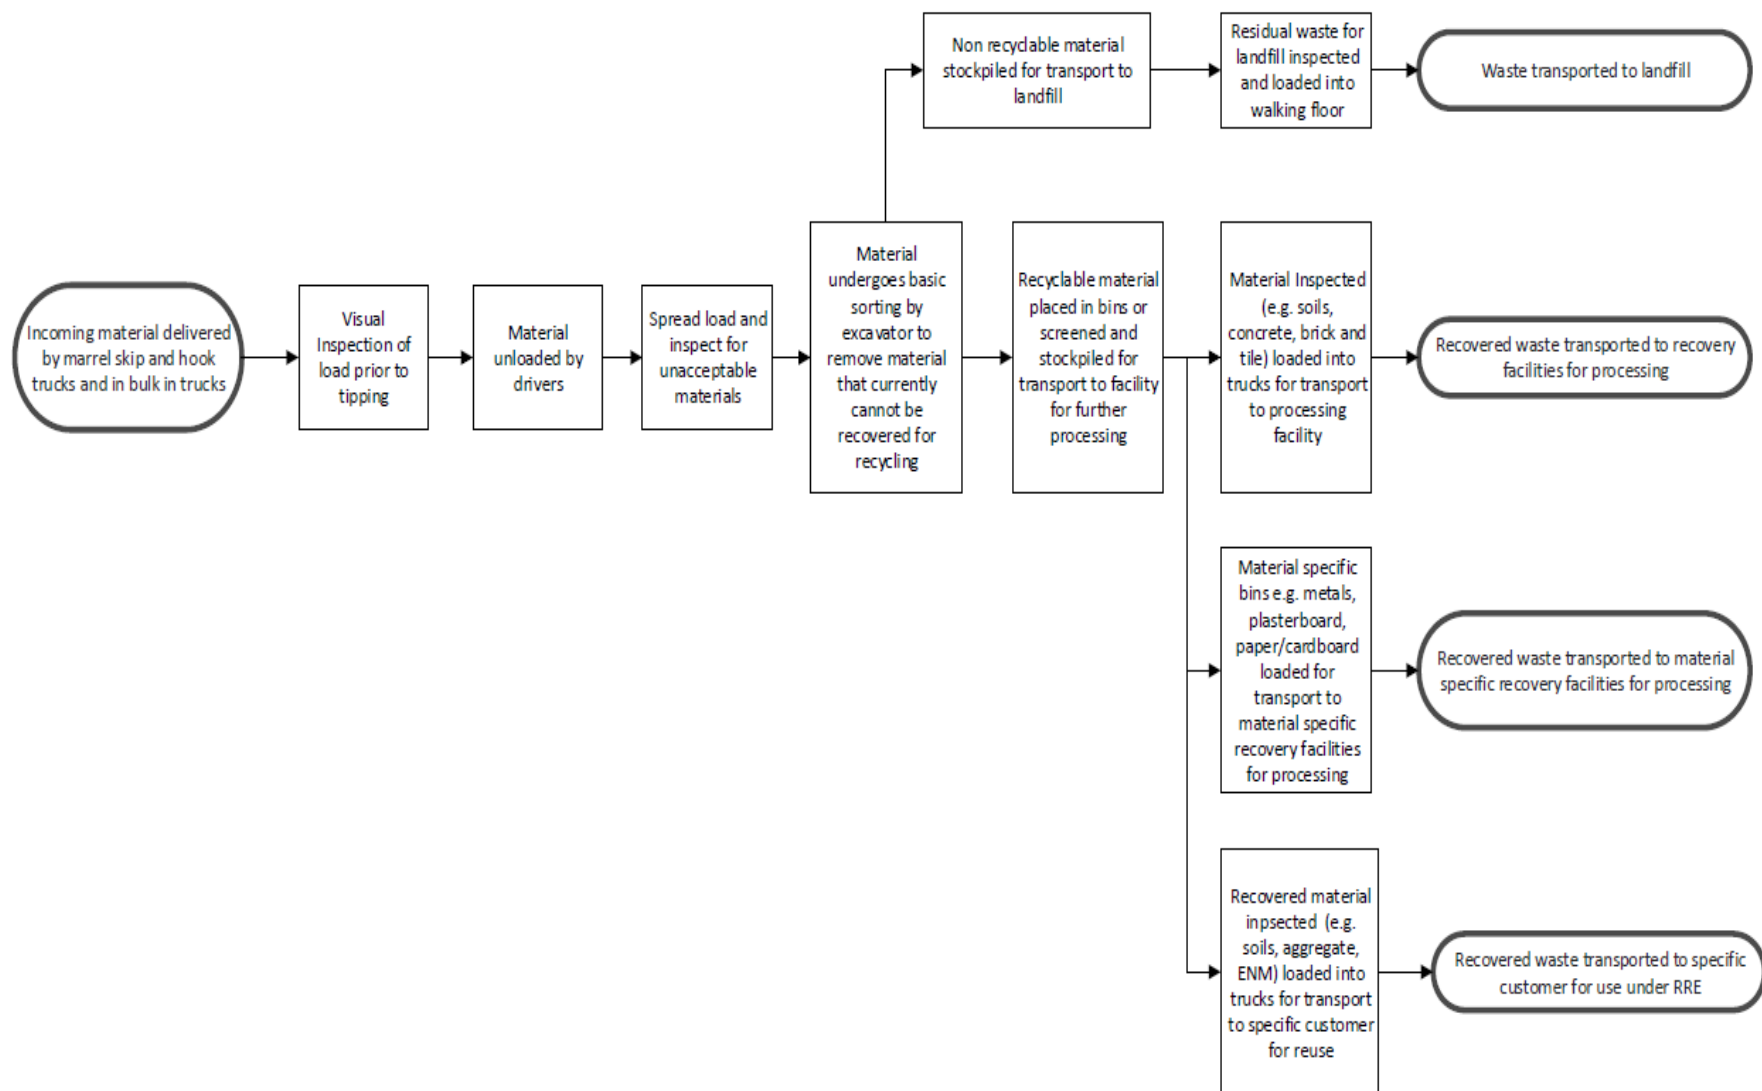 Non recyclable material
stockpiled for transport to
landfill
Residual waste for
landfill inspected
and loaded into
walking floor
Waste transported to landfill
Incoming material delivered
by marrel skip and hook
trucks and in bulk in trucks
Visual
Inspection of
load prior to
tipping
Material
unloaded by
drivers
Spread load and
inspect for
unacceptable
materials
Material
undergoes basic
sorting by
excavator to
remove material
that currently
cannot be
recovered for
recycling
Recyclable material
placed in bins or
screened and
stockpiled for
transport to facility
for further
processing
Material Inspected
(e.g. soils,
concrete, brick and
tile) loaded into
trucks for transport
to processing
facility
Recovered waste transported to recovery
facilities for processing
Material specific
bins e.g. metals,
plasterboard,
paper/cardboard
loaded for
transport to
material specific
recovery facilities
for processing
Recovered waste transported to material
specific recovery facilities for processing
Recovered material
inpsected (e.g.
soils, aggregate,
ENM) loaded into
trucks for transport
to specific customer
for reuse
Recovered waste transported to specific
customer for use under RRE